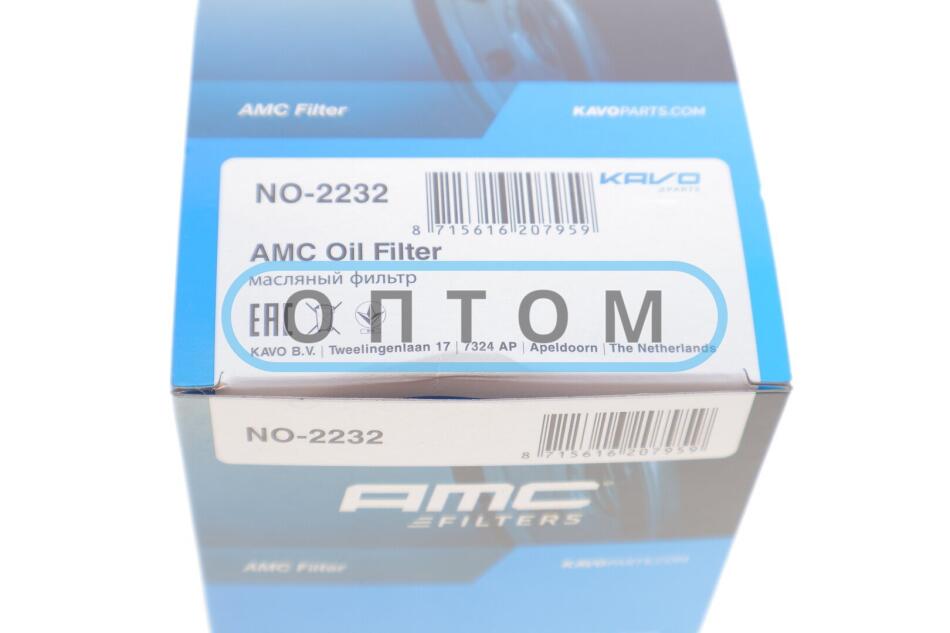 AMC Filter
KAVOPARTS.COM
NO-2232
KAVO
PARTS
8 715616 207959
AMC Oil Filter
масляный фильтр
EAC
ОПТОМ
KAVO B.V. | Tweelingenlaan 17 | 7324 AP | Apeldoorn | The Netherlands
NO-2232
8 715616 207959
AMC
FILTERS
AMC Filter
KAVOPARTS.COM